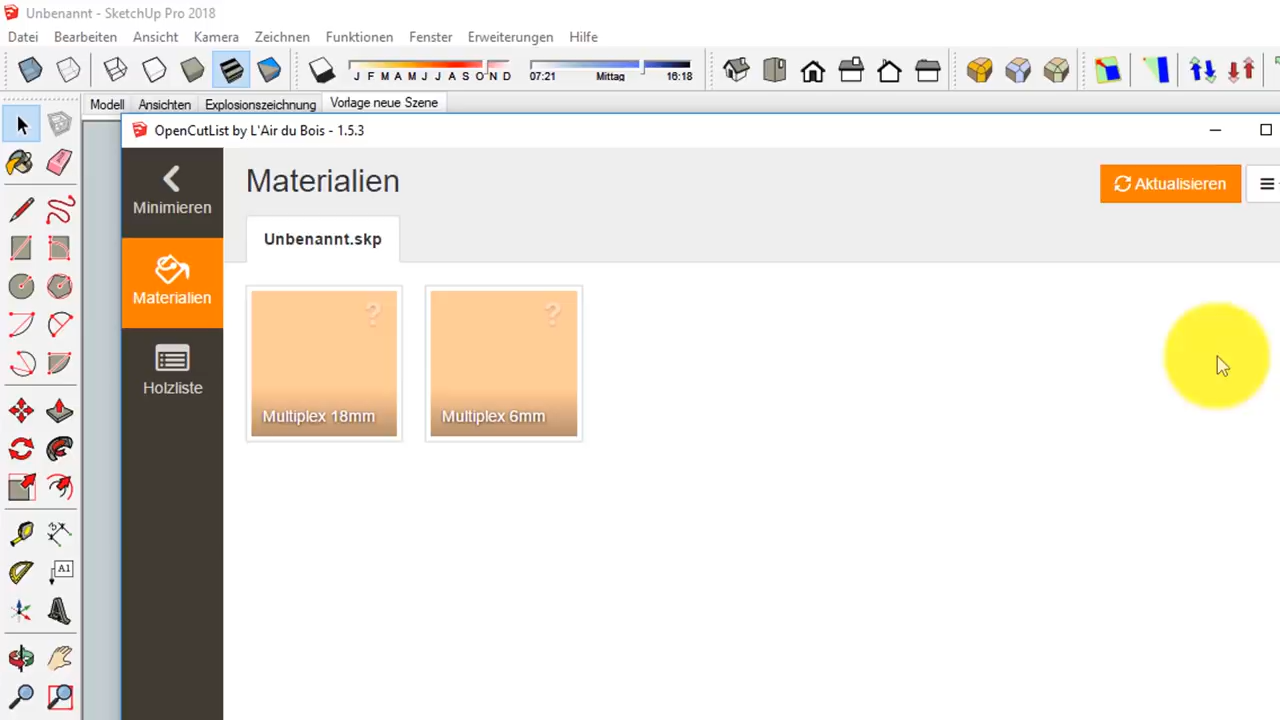 Unbenannt - SketchUp Pro 2018
Datei Bearbeiten Ansicht Kamera Zeichnen Funktionen Fenster Erweiterungen Hilfe
J F M A M J J A S O N D 07:21 Mittag 16:18
Modell Ansichten Explosionszeichnung Vorlage neue Szene
OpenCutList by L'Air du Bois - 1.5.3
Minimieren
Materialien
Aktualisieren
Unbenannt.skp
Materialien
Holzliste
? ?
Multiplex 18mm Multiplex 6mm
A1